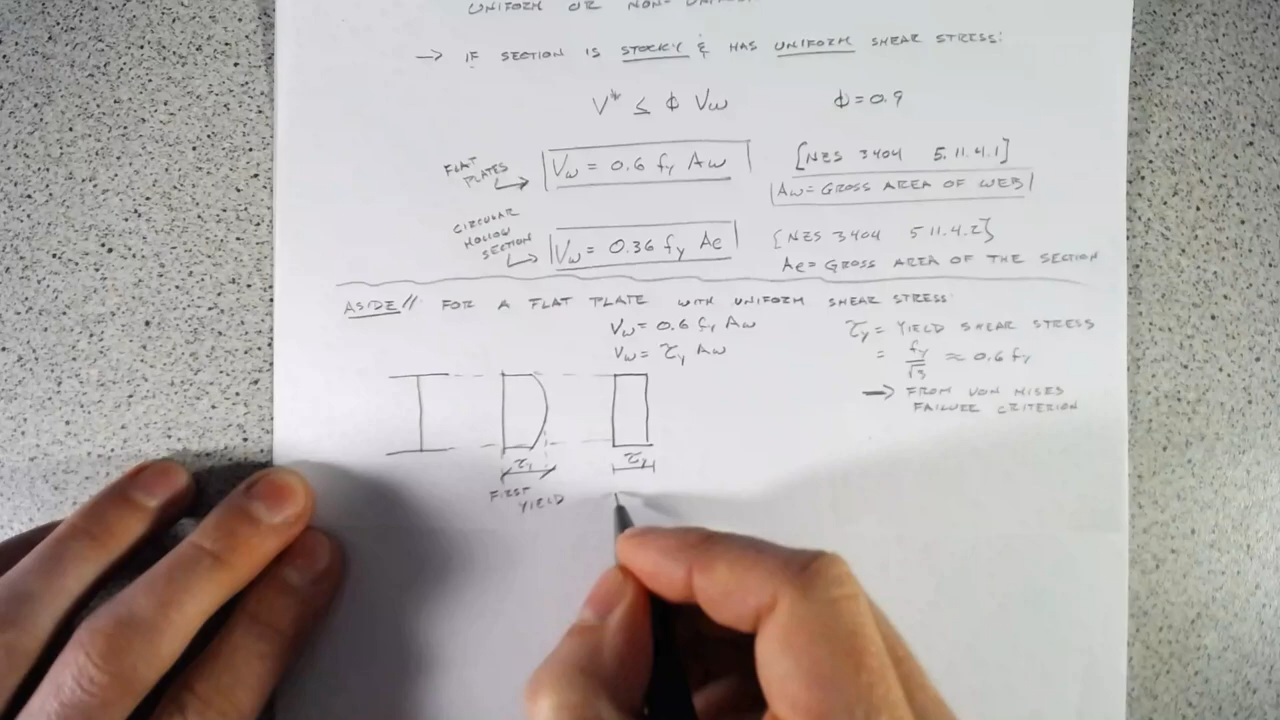 UNIFORM OR NON-
→ IF SECTION IS STOCKY & HAS UNIFORM SHEAR STRESS:
V* ≤ ϕ Vw ϕ = 0.9
FLAT PLATES → Vw = 0.6 fy Aw [NZS 3404 5.11.4.1]
Aw = GROSS AREA OF WEB
CIRCULAR HOLLOW SECTION → Vw = 0.36 fy Ae [NZS 3404 5.11.4.2]
Ae = GROSS AREA OF THE SECTION
ASIDE // FOR A FLAT PLATE WITH UNIFORM SHEAR STRESS
Vw = 0.6 fy Aw
Vw = τy Aw
τy = YIELD SHEAR STRESS
= fy/√3 ≈ 0.6 fy
→ FROM VON MISES
FAILURE CRITERION
τy
FIRST
YIELD
τy